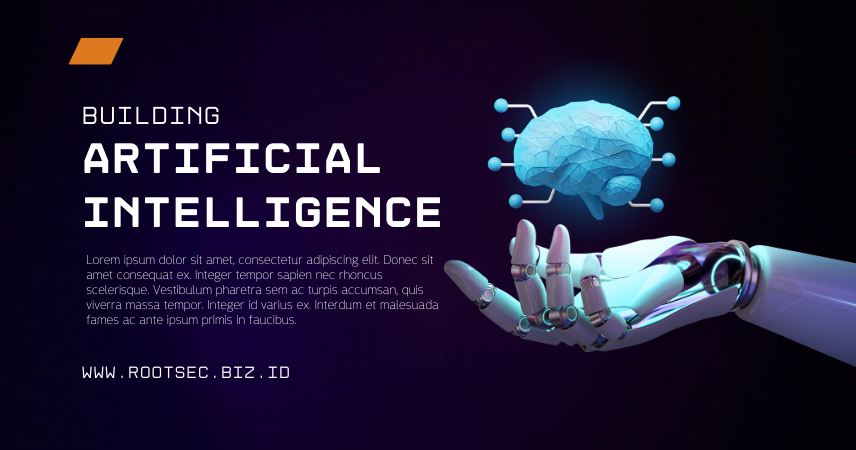 BUILDING
ARTIFICIAL
INTELLIGENCE
Lorem ipsum dolor sit amet, consectetur adipiscing elit. Donec sit
amet consequat ex. Integer tempor sapien nec rhoncus
scelerisque. Vestibulum pharetra sem ac turpis accumsan, quis
viverra massa tempor. Integer id varius ex. Interdum et malesuada
fames ac ante ipsum primis in faucibus.
WWW.ROOTSEC.BIZ.ID